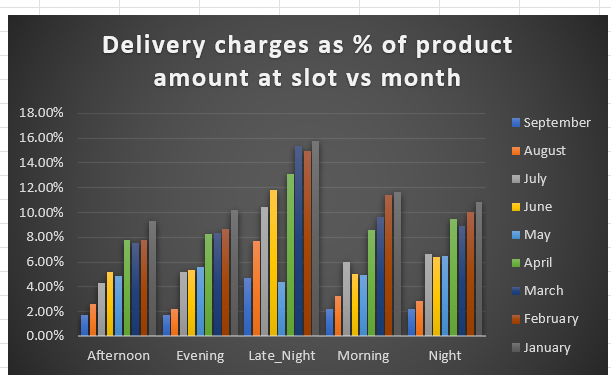 Delivery charges as % of product
amount at slot vs month
18.00%
16.00%
14.00%
12.00%
10.00%
8.00%
6.00%
4.00%
2.00%
0.00%
Afternoon Evening Late_Night Morning Night
September
August
July
June
May
April
March
February
January